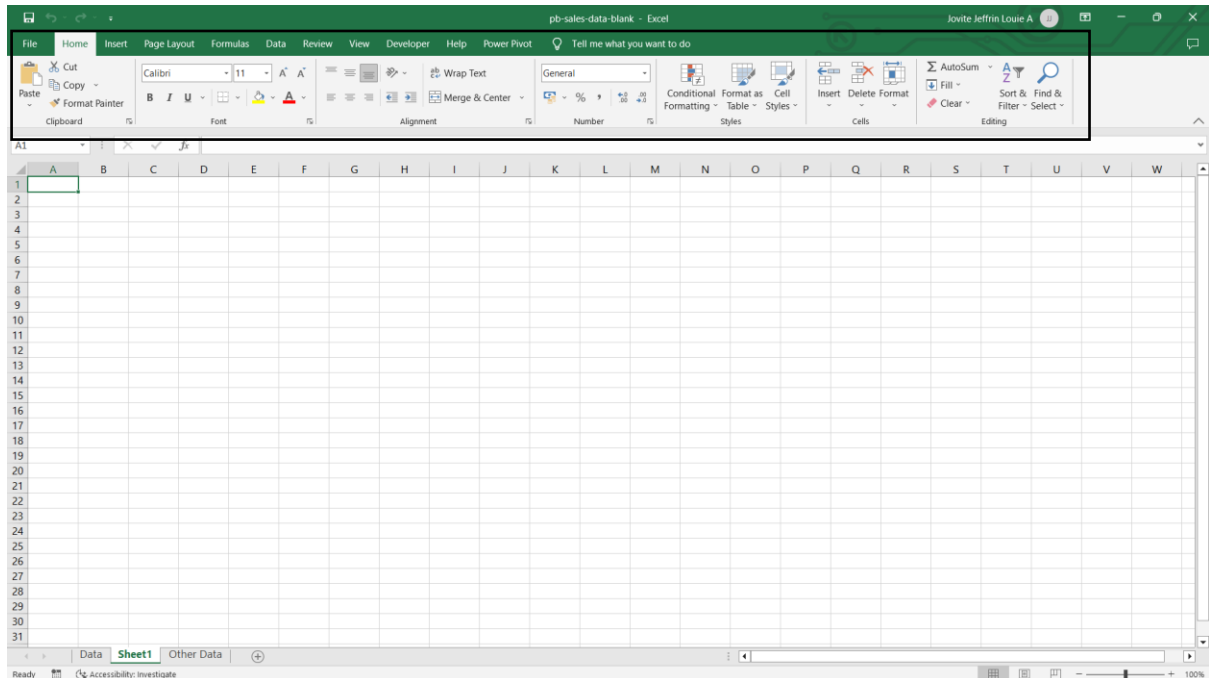 pb-sales-data-blank - Excel
Jovite Jeffrin Louie A JJ
File Home Insert Page Layout Formulas Data Review View Developer Help Power Pivot Tell me what you want to do
Paste
Cut
Copy
Format Painter
Clipboard
Calibri 11 A A
B I U A
Font
ab Wrap Text
Merge & Center
Alignment
General
% ,
Number
Conditional Formatting
Format as Table
Cell Styles
Styles
Insert Delete Format
Cells
Σ AutoSum
Fill
Clear
Sort & Filter
Find & Select
Editing
A1 fx
A B C D E F G H I J K L M N O P Q R S T U V W
1
2
3
4
5
6
7
8
9
10
11
12
13
14
15
16
17
18
19
20
21
22
23
24
25
26
27
28
29
30
31
Data Sheet1 Other Data
Ready Accessibility: Investigate 100%